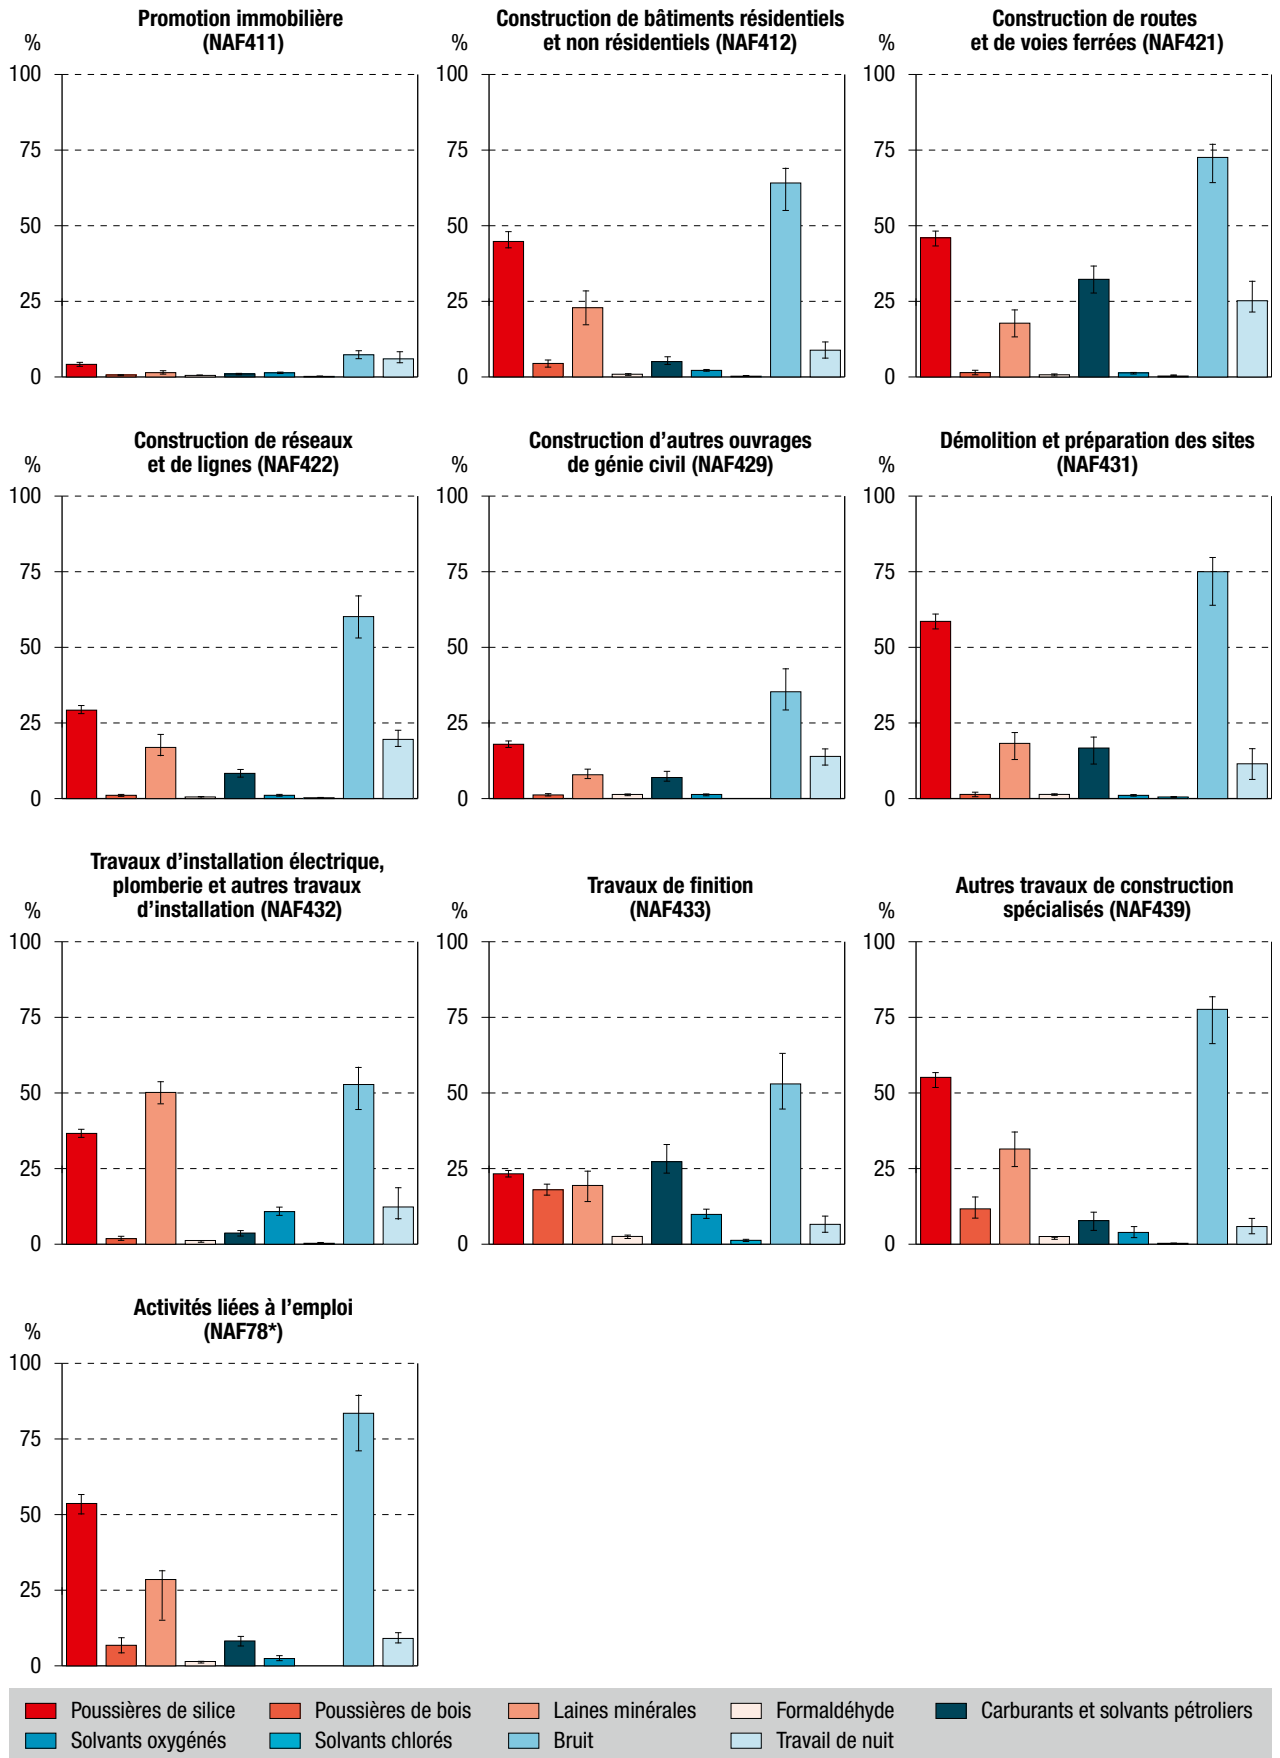 Promotion immobilière
(NAF411)
%
100
75
50
25
0
Construction de bâtiments résidentiels
et non résidentiels (NAF412)
%
100
75
50
25
0
Construction de routes
et de voies ferrées (NAF421)
%
100
75
50
25
0
Construction de réseaux
et de lignes (NAF422)
%
100
75
50
25
0
Construction d’autres ouvrages
de génie civil (NAF429)
%
100
75
50
25
0
Démolition et préparation des sites
(NAF431)
%
100
75
50
25
0
Travaux d’installation électrique,
plomberie et autres travaux
d’installation (NAF432)
%
100
75
50
25
0
Travaux de finition
(NAF433)
%
100
75
50
25
0
Autres travaux de construction
spécialisés (NAF439)
%
100
75
50
25
0
Activités liées à l’emploi
(NAF78*)
%
100
75
50
25
0
Poussières de silice
Poussières de bois
Laines minérales
Formaldéhyde
Carburants et solvants pétroliers
Solvants oxygénés
Solvants chlorés
Bruit
Travail de nuit